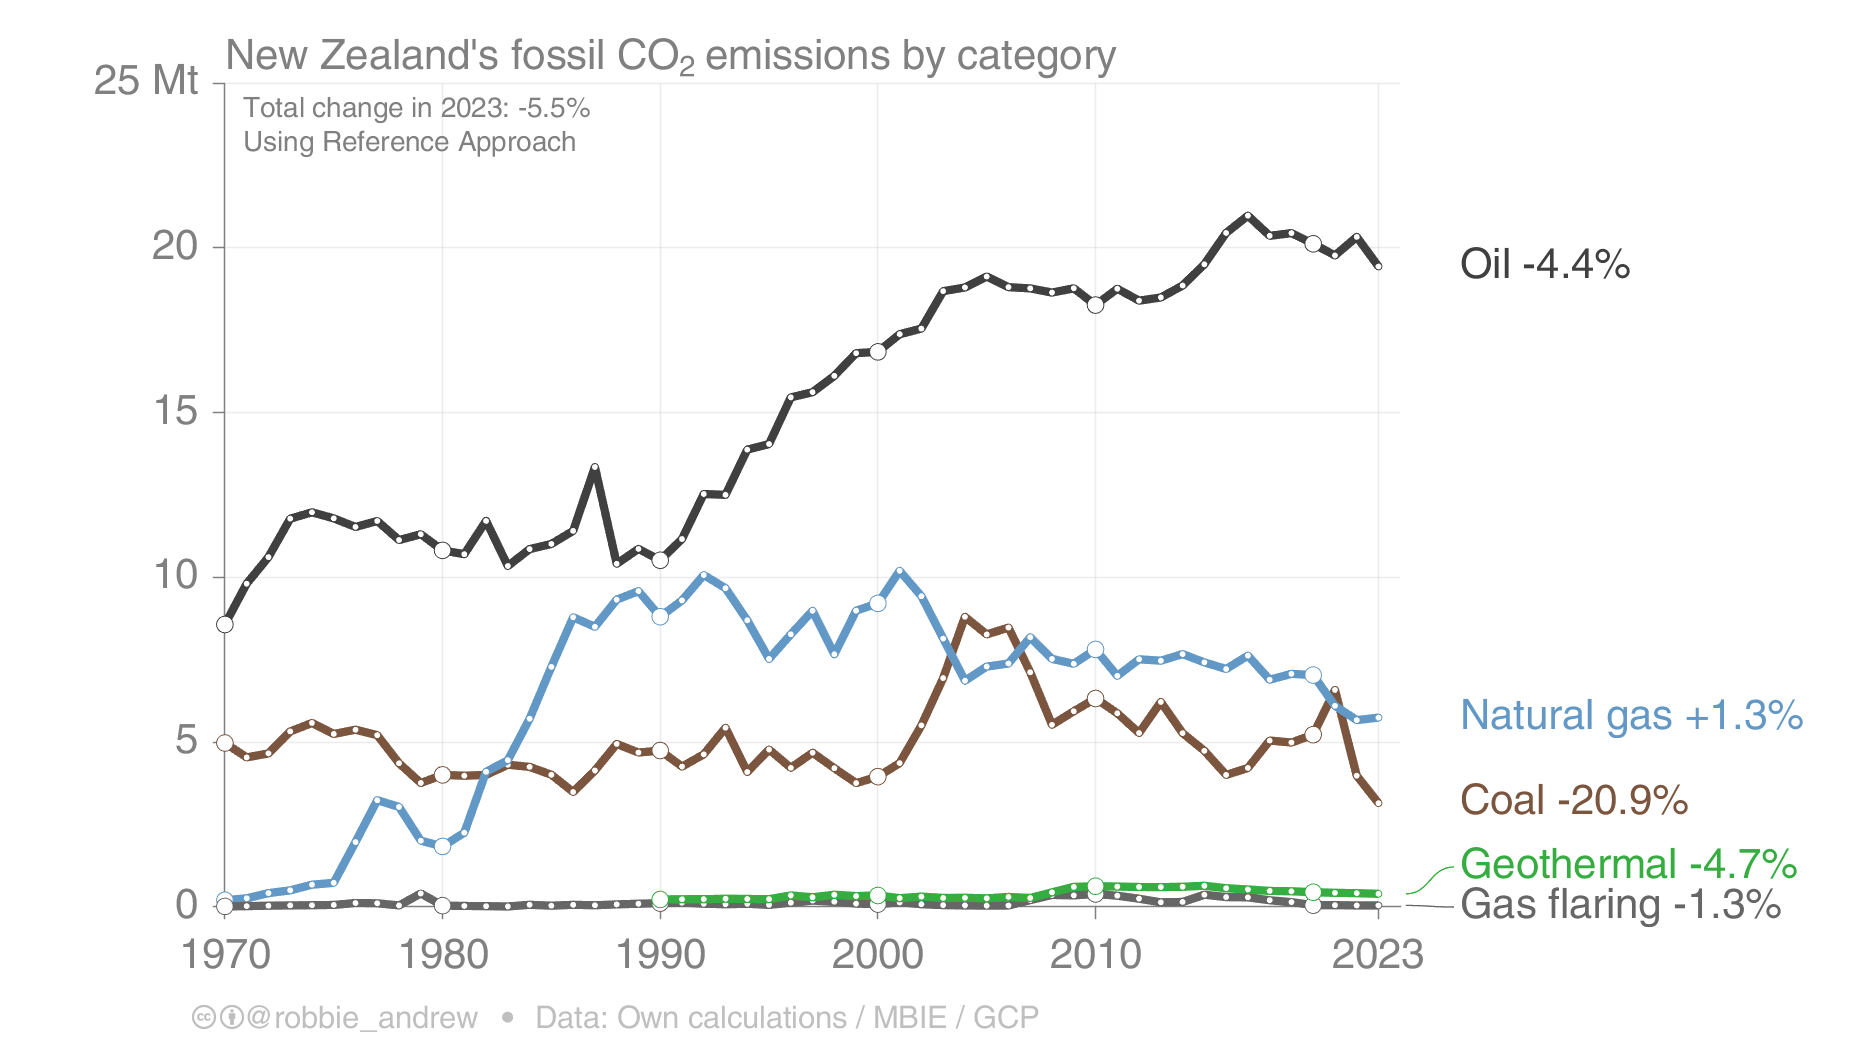 New Zealand's fossil CO₂ emissions by category
25 Mt
Total change in 2023: -5.5%
Using Reference Approach
20
15
10
5
0
Oil -4.4%
Natural gas +1.3%
Coal -20.9%
Geothermal -4.7%
Gas flaring -1.3%
1970 1980 1990 2000 2010 2023
@robbie_andrew • Data: Own calculations / MBIE / GCP